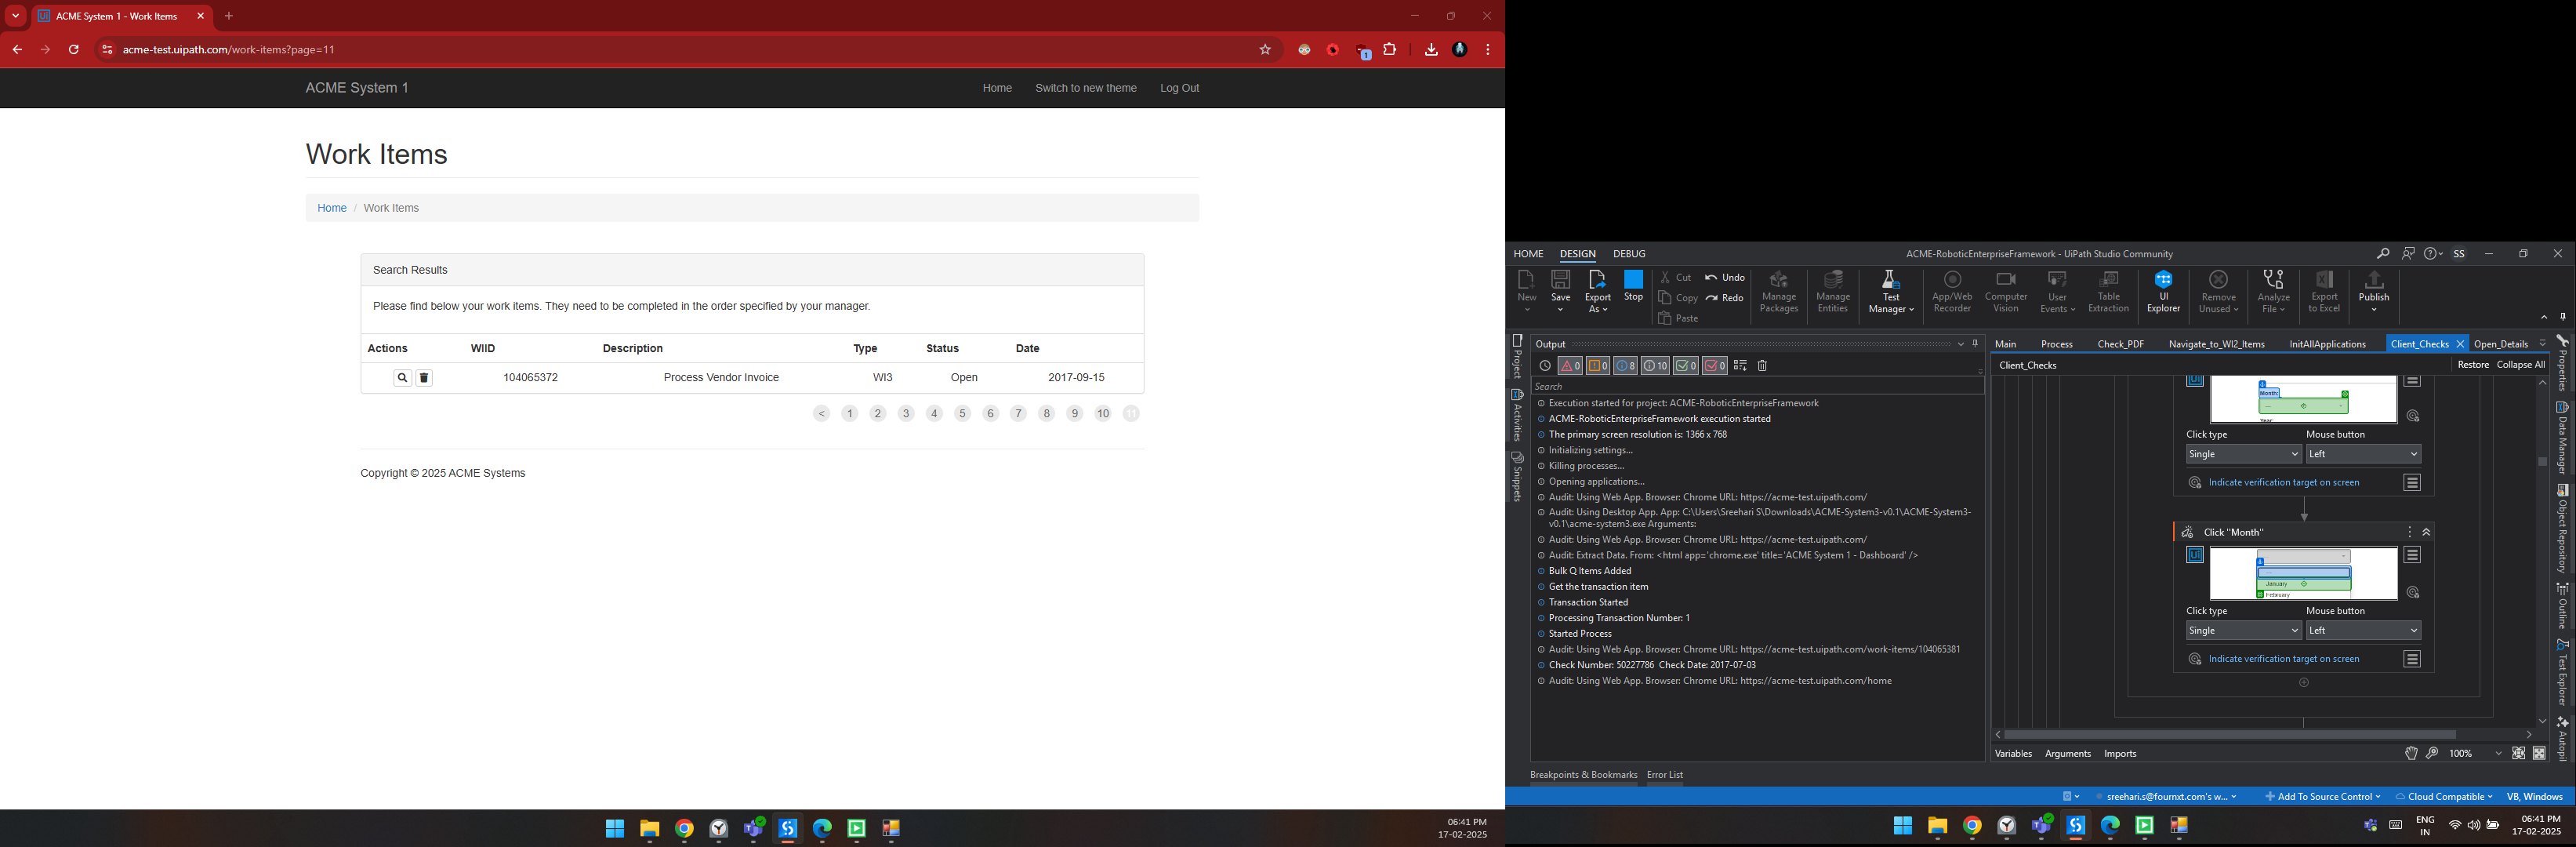 ACME System 1 - Work Items
acme-test.uipath.com/work-items?page=11
1
ACME System 1
Home
Switch to new theme
Log Out
Work Items
Home / Work Items
Search Results
Please find below your work items. They need to be completed in the order specified by your manager.
Actions WIID Description Type Status Date
104065372 Process Vendor Invoice WI3 Open 2017-09-15
< 1 2 3 4 5 6 7 8 9 10 11
Copyright © 2025 ACME Systems
06:41 PM
17-02-2025
HOME DESIGN DEBUG
ACME-RoboticEnterpriseFramework - UiPath Studio Community
SS
New
Save
Export As
Stop
Cut
Copy
Paste
Undo
Redo
Manage Packages
Manage Entities
Test Manager
App/Web Recorder
Computer Vision
User Events
Table Extraction
UI Explorer
Remove Unused
Analyze File
Export to Excel
Publish
Project
Activities
Snippets
Output
0 0 8 10 0 0
Search
Execution started for project: ACME-RoboticEnterpriseFramework
ACME-RoboticEnterpriseFramework execution started
The primary screen resolution is: 1366 x 768
Initializing settings...
Killing processes...
Opening applications...
Audit: Using Web App. Browser: Chrome URL: https://acme-test.uipath.com/
Audit: Using Desktop App. App: C:\Users\Sreehari S\Downloads\ACME-System3-v0.1\ACME-System3-
v0.1\acme-system3.exe Arguments:
Audit: Using Web App. Browser: Chrome URL: https://acme-test.uipath.com/
Audit: Extract Data. From: <html app='chrome.exe' title='ACME System 1 - Dashboard' />
Bulk Q Items Added
Get the transaction item
Transaction Started
Processing Transaction Number: 1
Started Process
Audit: Using Web App. Browser: Chrome URL: https://acme-test.uipath.com/work-items/104065381
Check Number: 50227786 Check Date: 2017-07-03
Audit: Using Web App. Browser: Chrome URL: https://acme-test.uipath.com/home
Breakpoints & Bookmarks
Error List
Main
Process
Check_PDF
Navigate_to_WI2_Items
InitAllApplications
Client_Checks
Open_Details
Client_Checks
Restore
Collapse All
Month:
Year:
Click type
Mouse button
Single
Left
Indicate verification target on screen
Click "Month"
January
February
Click type
Mouse button
Single
Left
Indicate verification target on screen
Variables
Arguments
Imports
100%
Properties
Data Manager
Object Repository
Outline
Test Explorer
Autopil
sreehari.s@fournxt.com's w...
Add To Source Control
Cloud Compatible
VB, Windows
ENG
IN
06:41 PM
17-02-2025